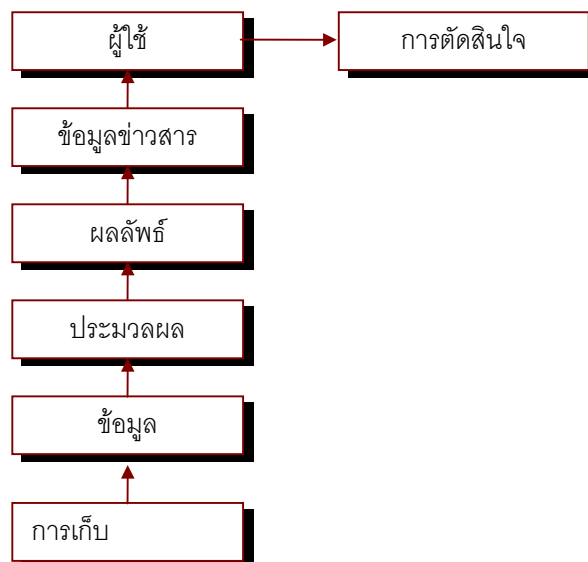 ผู้ใช้
การตัดสินใจ
ข้อมูลข่าวสาร
ผลลัพธ์
ประมวลผล
ข้อมูล
การเก็บ